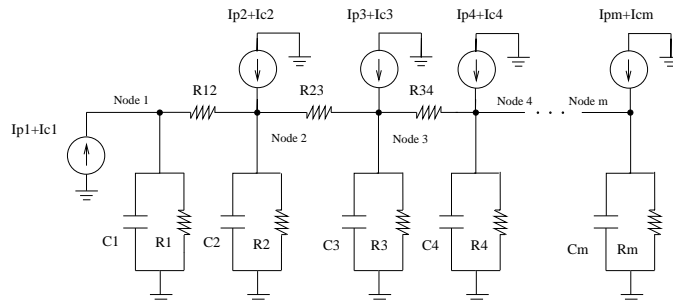 Ip2+Ic2
Ip3+Ic3
Ip4+Ic4
Ipm+Icm
R12
R23
R34
Node 1
Node 4
Node m
Ip1+Ic1
Node 2
Node 3
C1
R1
C2
R2
C3
R3
C4
R4
Cm
Rm